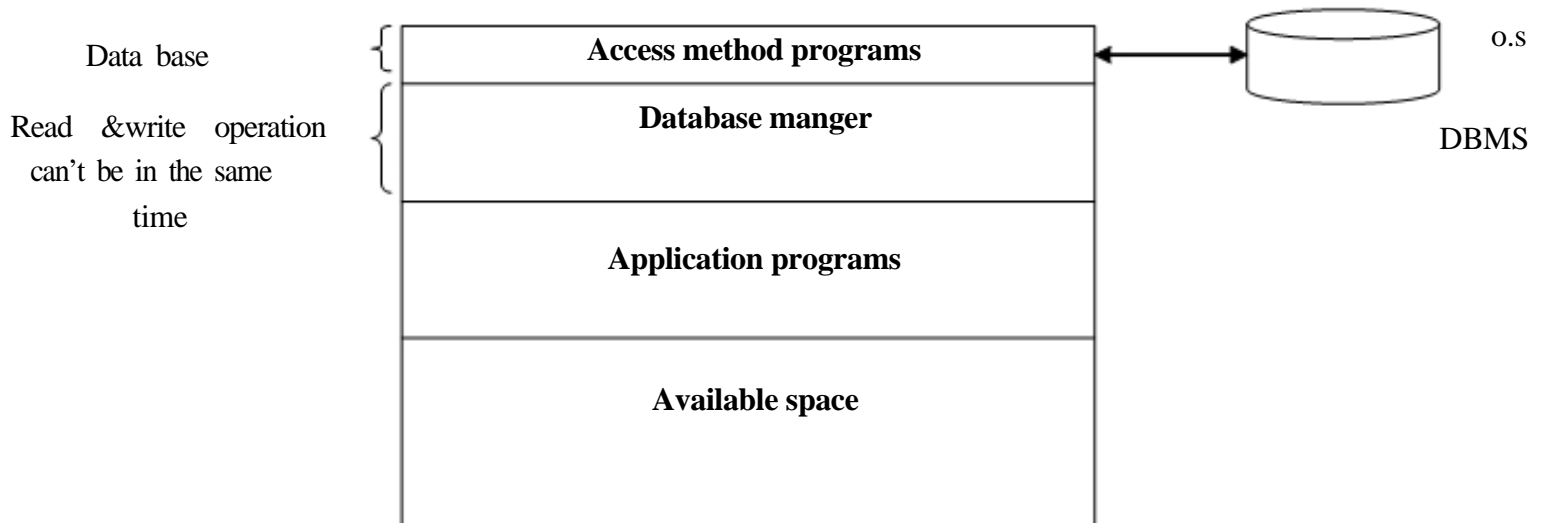 Data base
Access method programs
o.s
Read &write operation
can’t be in the same
time
Database manger
DBMS
Application programs
Available space